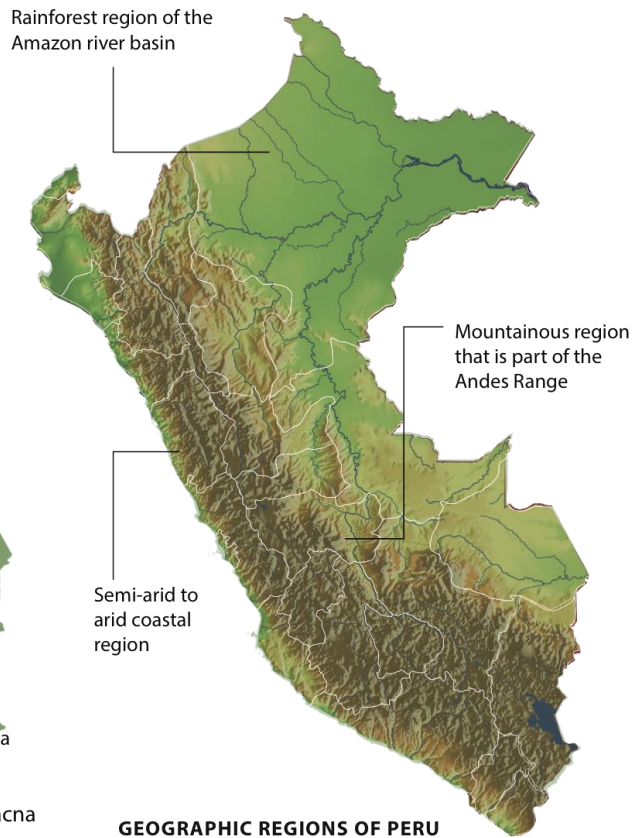 Rainforest region of the
Amazon river basin
Mountainous region
that is part of the
Andes Range
Semi-arid to
arid coastal
region
a
GEOGRAPHIC REGIONS OF PERU